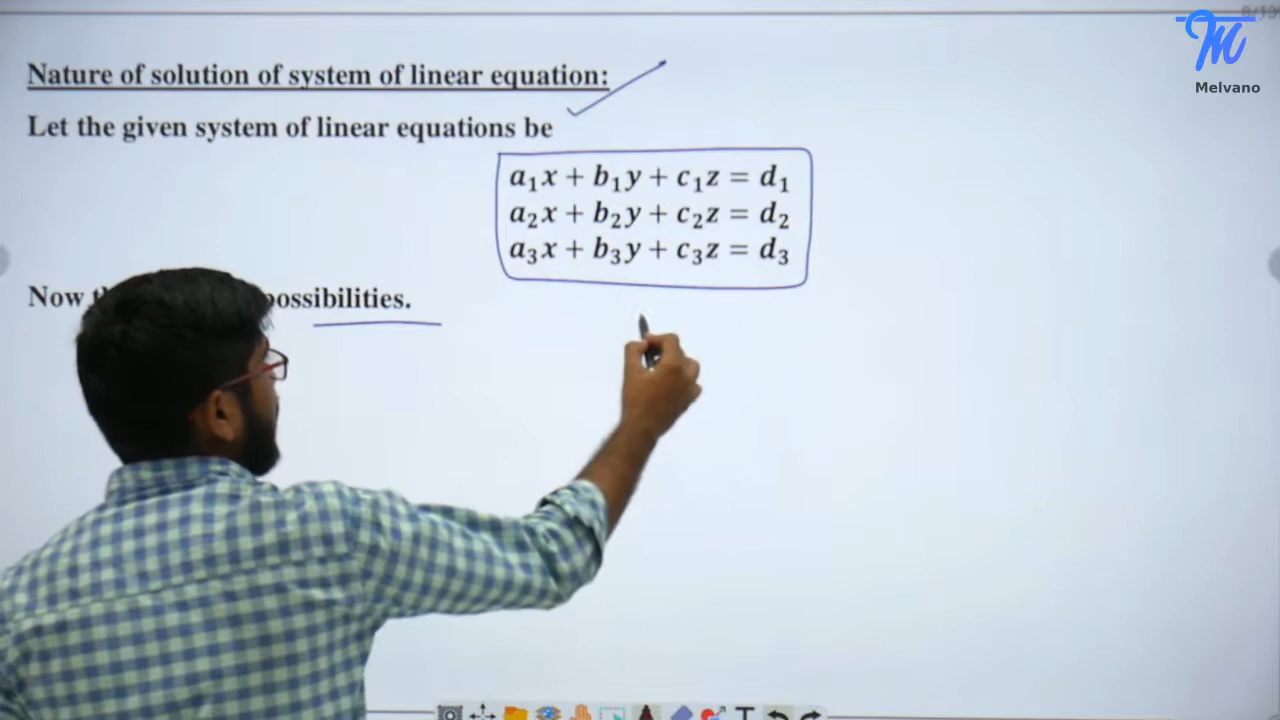 Melvano
Nature of solution of system of linear equation:
Let the given system of linear equations be
a₁x + b₁y + c₁z = d₁
a₂x + b₂y + c₂z = d₂
a₃x + b₃y + c₃z = d₃
Now possibilities.